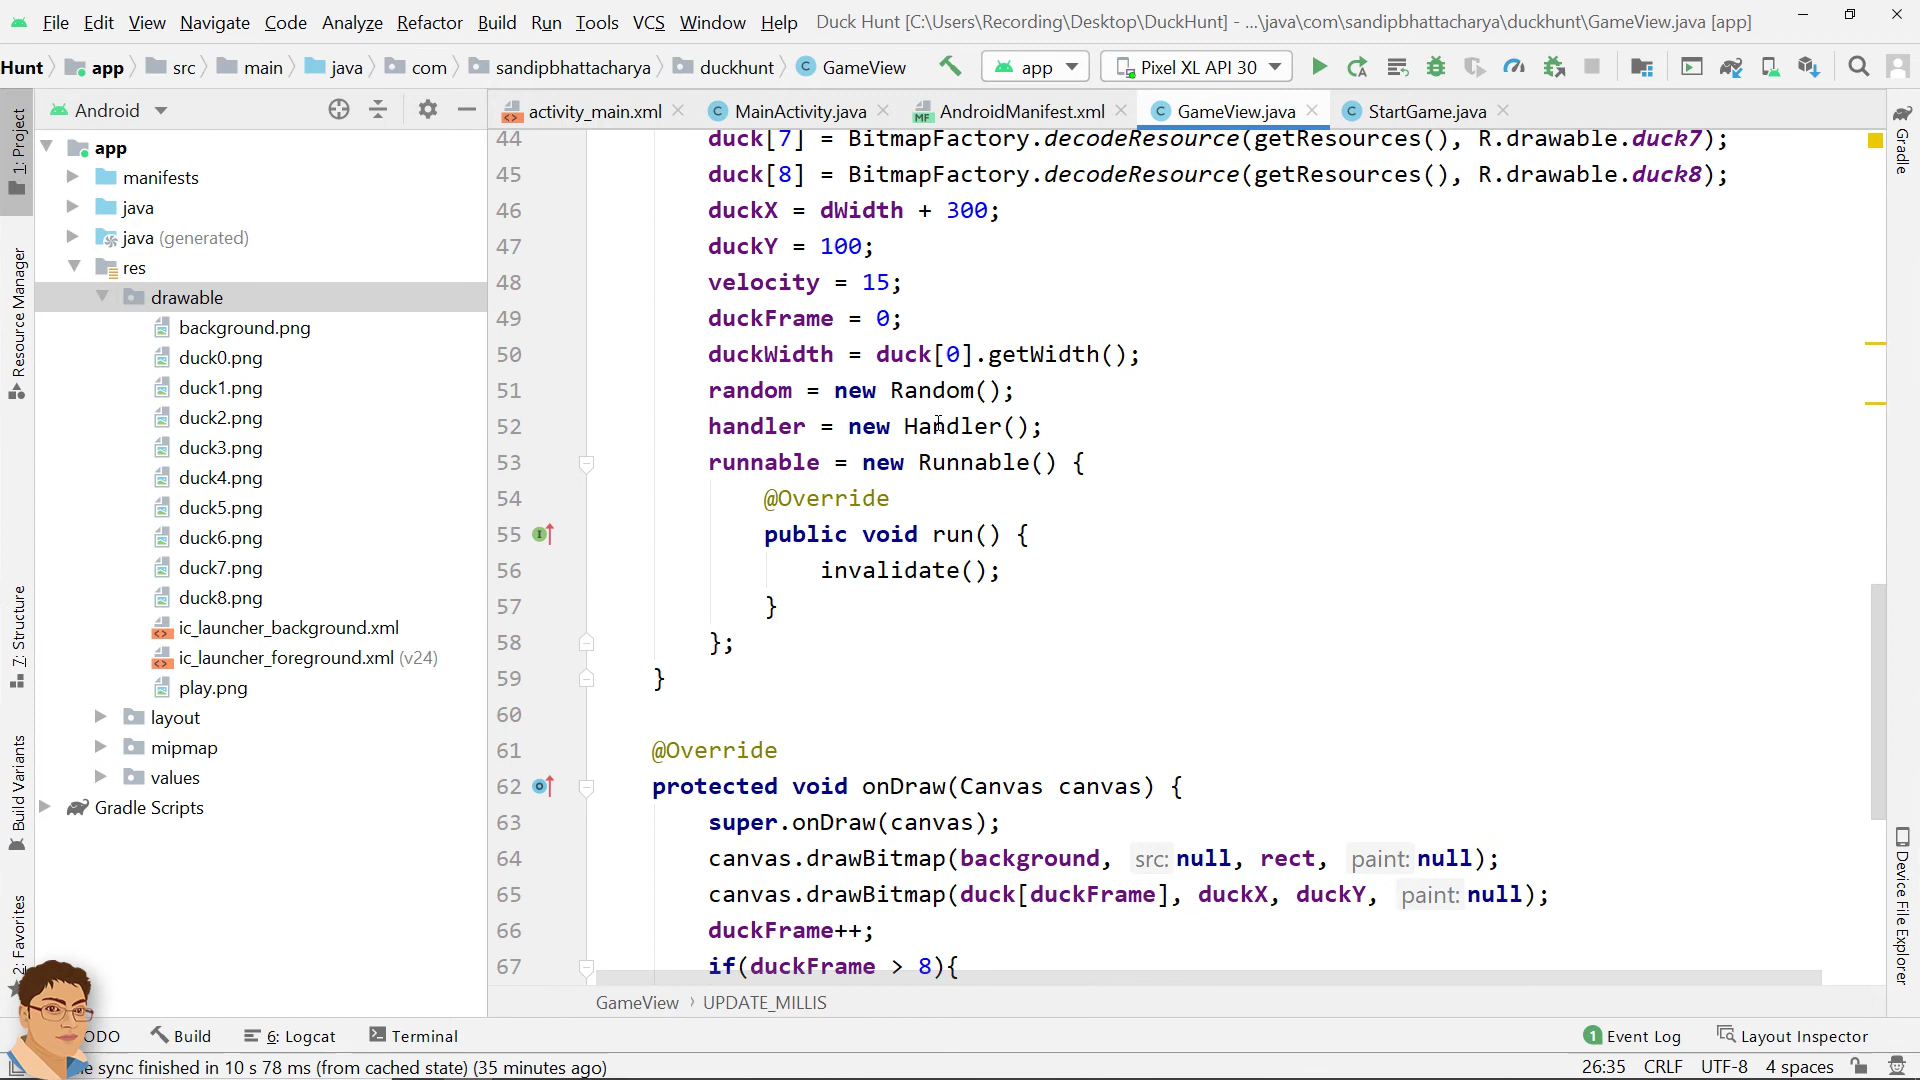 File Edit View Navigate Code Analyze Refactor Build Run Tools VCS Window Help Duck Hunt [C:\Users\Recording\Desktop\DuckHunt] - ...\java\com\sandipbhattacharya\duckhunt\GameView.java [app]
Hunt app src main java com sandipbhattacharya duckhunt GameView app Pixel XL API 30
Android
activity_main.xml MainActivity.java AndroidManifest.xml GameView.java StartGame.java
1: Project
Resource Manager
7: Structure
Build Variants
2: Favorites
app
manifests
java
java (generated)
res
drawable
background.png
duck0.png
duck1.png
duck2.png
duck3.png
duck4.png
duck5.png
duck6.png
duck7.png
duck8.png
ic_launcher_background.xml
ic_launcher_foreground.xml (v24)
play.png
layout
mipmap
values
Gradle Scripts
44 duck[7] = BitmapFactory.decodeResource(getResources(), R.drawable.duck7);
45 duck[8] = BitmapFactory.decodeResource(getResources(), R.drawable.duck8);
46 duckX = dWidth + 300;
47 duckY = 100;
48 velocity = 15;
49 duckFrame = 0;
50 duckWidth = duck[0].getWidth();
51 random = new Random();
52 handler = new Handler();
53 runnable = new Runnable() {
54 @Override
55 public void run() {
56 invalidate();
57 }
58 };
59 }
60
61 @Override
62 protected void onDraw(Canvas canvas) {
63 super.onDraw(canvas);
64 canvas.drawBitmap(background, src: null, rect, paint: null);
65 canvas.drawBitmap(duck[duckFrame], duckX, duckY, paint: null);
66 duckFrame++;
67 if(duckFrame > 8){
GameView UPDATE_MILLIS
Gradle
Device File Explorer
ODO Build 6: Logcat Terminal 1 Event Log Layout Inspector
sync finished in 10 s 78 ms (from cached state) (35 minutes ago) 26:35 CRLF UTF-8 4 spaces